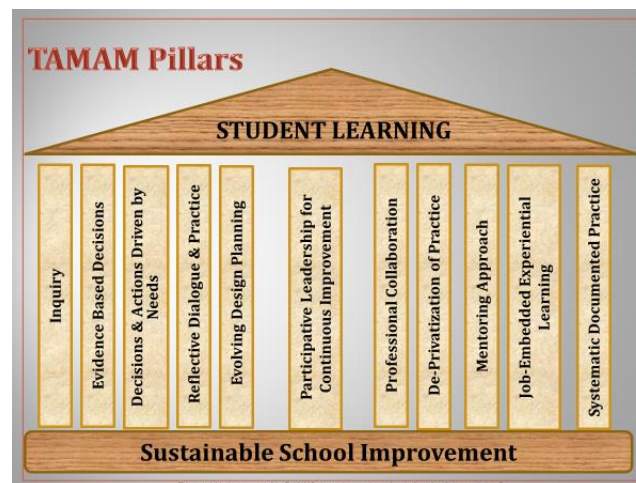 TAMAM Pillars
STUDENT LEARNING
Inquiry
Evidence Based Decisions
Decisions & Actions Driven by
Needs
Reflective Dialogue & Practice
Evolving Design Planning
Participative Leadership for
Continuous Improvement
Professional Collaboration
De-Privatization of Practice
Mentoring Approach
Job-Embedded Experiential
Learning
Systematic Documented Practice
Sustainable School Improvement